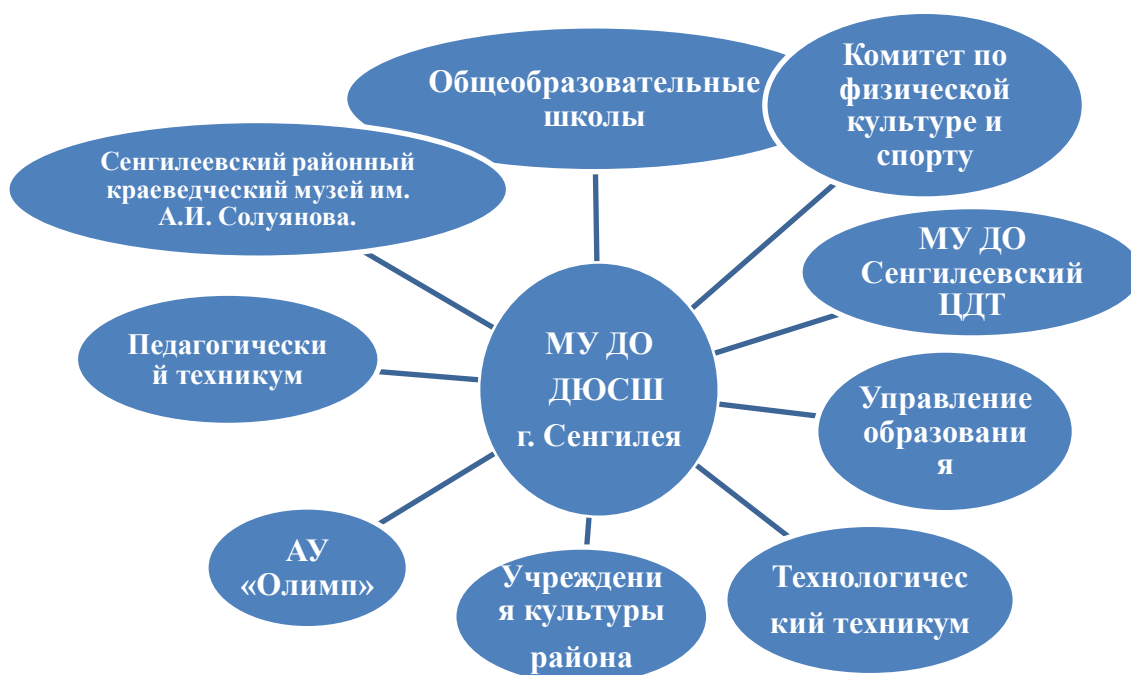 Общеобразовательные
школы
Комитет по
физической
культуре и
спорту
Сенгилеевский районный
краеведческий музей им.
А.И. Солуянова.
МУ ДО
Сенгилеевский
ЦДТ
Педагогически
й техникум
МУ ДО
ДЮСШ
г. Сенгилея
Управление
образовани
я
АУ
«Олимп»
Учреждени
я культуры
района
Технологичес
кий техникум